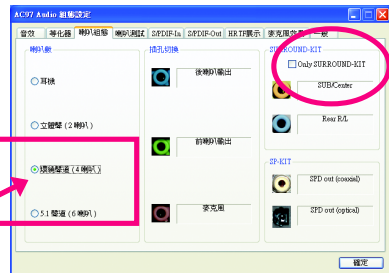 AC97 Audio 組態設定
音效 等化器 喇叭組態 喇叭測試 S/PDIF-In S/PDIF-Out HRTF展示 麥克風效果 一般
喇叭數
耳機
立體聲 (2 喇叭)
環繞聲道 (4 喇叭)
5.1 聲道 (6 喇叭)
插孔切換
後喇叭輸出
前喇叭輸出
麥克風
SURROUND-KIT
Only SURROUND-KIT
SUB/Center
Rear R/L
SP-KIT
SPD out (coaxial)
SPD out (optical)
確定